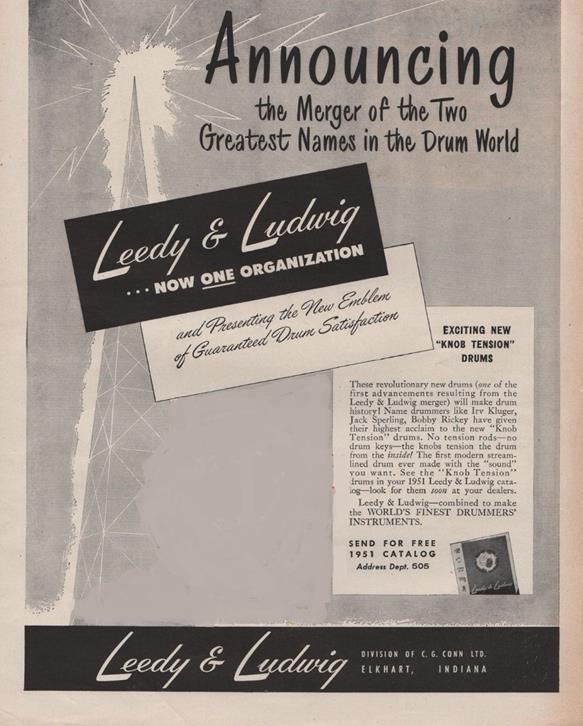 Announcing
the Merger of the Two
Greatest Names in the Drum World
Leedy & Ludwig
... NOW ONE ORGANIZATION
and Presenting the New Emblem
of Guaranteed Drum Satisfaction
EXCITING NEW
"KNOB TENSION"
DRUMS
These revolutionary new drums (one of the
first advancements resulting from the
Leedy & Ludwig merger) will make drum
history! Name drummers like Irv Kluger,
Jack Sperling, Bobby Rickey have given
their highest acclaim to the new "Knob
Tension" drums. No tension rods—no
drum keys—the knobs tension the drum
from the inside! The first modern stream-
lined drum ever made with the "sound"
you want. See the "Knob Tension"
drums in your 1951 Leedy & Ludwig cata-
log—look for them soon at your dealers.
Leedy & Ludwig—combined to make
the WORLD'S FINEST DRUMMERS'
INSTRUMENTS.
SEND FOR FREE
1951 CATALOG
Address Dept. 505
Leedy & Ludwig
Leedy & Ludwig
DIVISION OF C. G. CONN LTD.
ELKHART, INDIANA